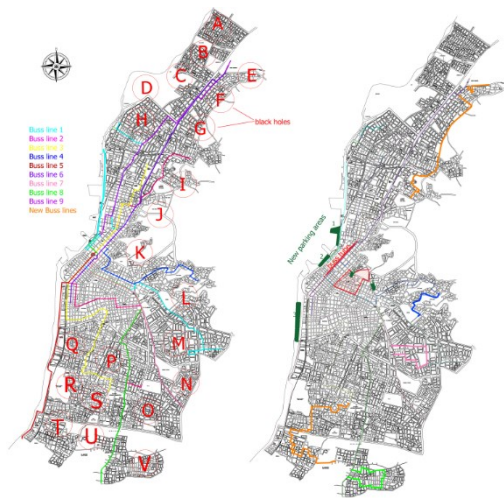 A
B
C
D
E
F
H
G
black holes
Buss line 1
Buss line 2
Buss line 3
Buss line 4
Buss line 5
Buss line 6
Buss line 7
Buss line 8
Buss line 9
New Buss lines
I
J
K
L
Q
M
P
R
N
S
O
T
U
V
New parking areas